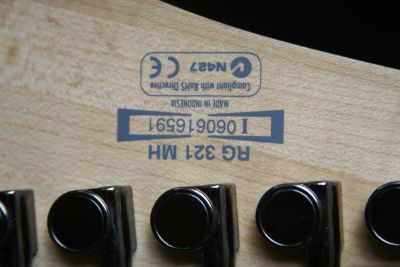 RG 321 MH
I 060616591
MADE IN INDONESIA
Compliant with RoHS Directive
N427 CE